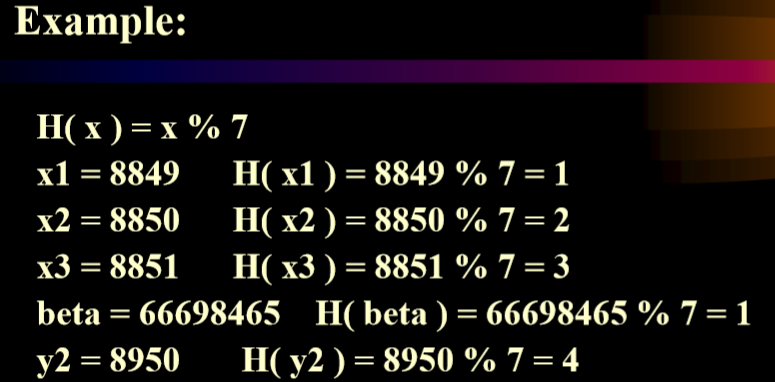 Example:
H( x ) = x % 7
x1 = 8849 H( x1 ) = 8849 % 7 = 1
x2 = 8850 H( x2 ) = 8850 % 7 = 2
x3 = 8851 H( x3 ) = 8851 % 7 = 3
beta = 66698465 H( beta ) = 66698465 % 7 = 1
y2 = 8950 H( y2 ) = 8950 % 7 = 4